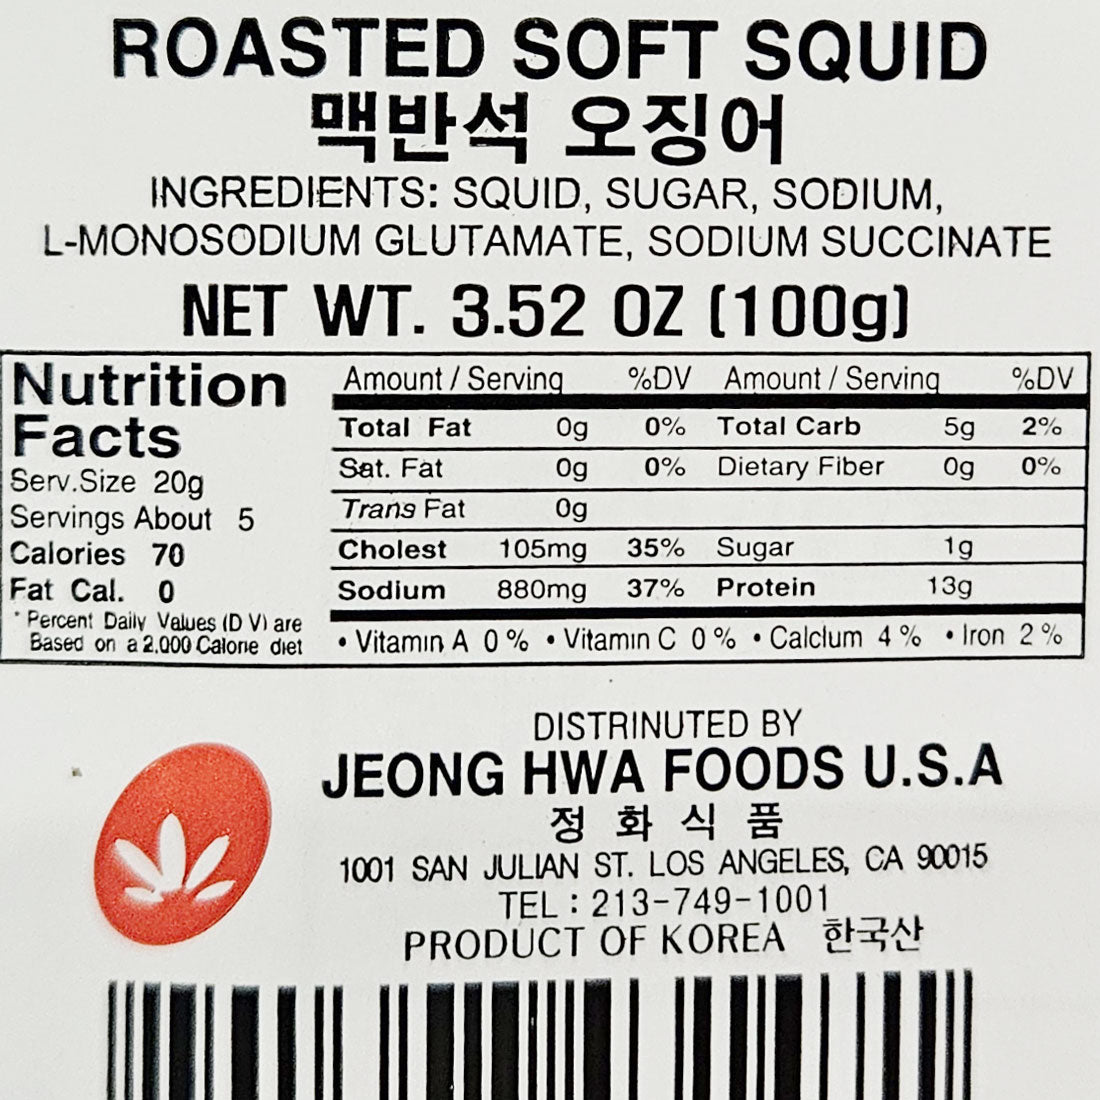 ROASTED SOFT SQUID
맥반석 오징어
INGREDIENTS: SQUID, SUGAR, SODIUM,
L-MONOSODIUM GLUTAMATE, SODIUM SUCCINATE
NET WT. 3.52 OZ (100g)
Nutrition
Facts
Serv.Size 20g
Servings About 5
Calories 70
Fat Cal. 0
* Percent Daily Values (D V) are
Based on a 2,000 Calorie diet
Amount / Serving %DV Amount / Serving %DV
Total Fat 0g 0% Total Carb 5g 2%
Sat. Fat 0g 0% Dietary Fiber 0g 0%
Trans Fat 0g
Cholest 105mg 35% Sugar 1g
Sodium 880mg 37% Protein 13g
• Vitamin A 0 % • Vitamin C 0 % • Calcium 4 % • Iron 2 %
DISTRINUTED BY
JEONG HWA FOODS U.S.A
정 화 식 품
1001 SAN JULIAN ST. LOS ANGELES, CA 90015
TEL : 213-749-1001
PRODUCT OF KOREA 한국산